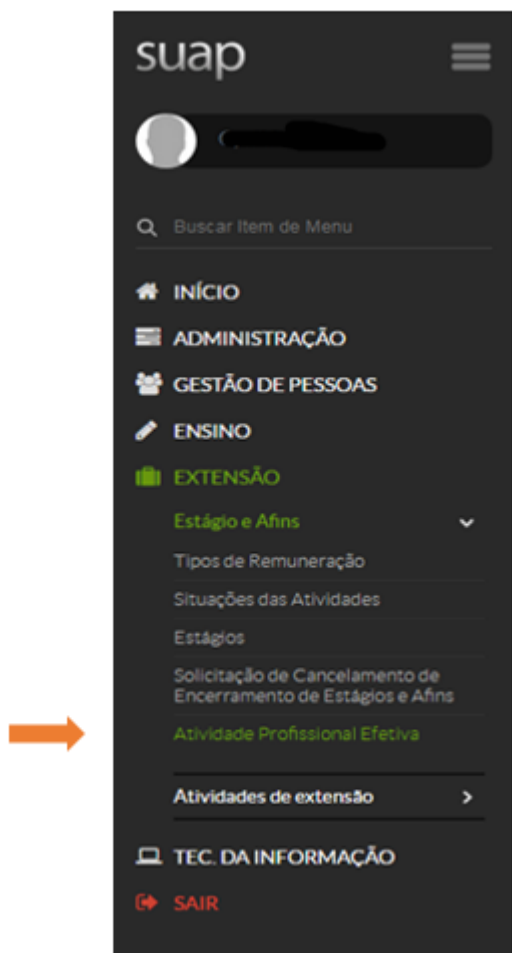 suap
Buscar Item de Menu
INÍCIO
ADMINISTRAÇÃO
GESTÃO DE PESSOAS
ENSINO
EXTENSÃO
Estágio e Afins
Tipos de Remuneração
Situações das Atividades
Estágios
Solicitação de Cancelamento de
Encerramento de Estágios e Afins
Atividade Profissional Efetiva
Atividades de extensão
TEC. DA INFORMAÇÃO
SAIR